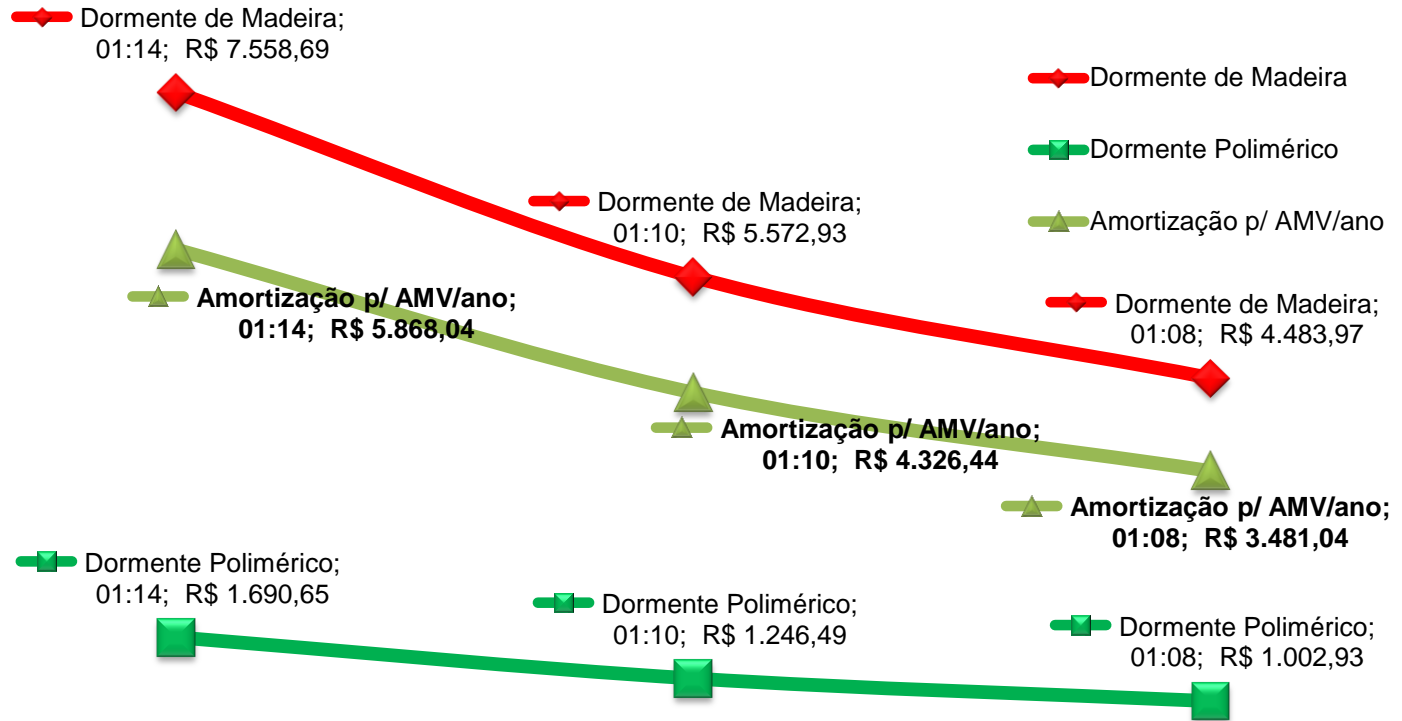 Dormente de Madeira;
01:14;  R$ 7.558,69
Dormente de Madeira
Dormente Polimérico
Dormente de Madeira;
01:10;  R$ 5.572,93
Amortização p/ AMV/ano
Amortização p/ AMV/ano;
01:14;  R$ 5.868,04
Dormente de Madeira;
01:08;  R$ 4.483,97
Amortização p/ AMV/ano;
01:10;  R$ 4.326,44
Amortização p/ AMV/ano;
01:08;  R$ 3.481,04
Dormente Polimérico;
01:14;  R$ 1.690,65
Dormente Polimérico;
01:10;  R$ 1.246,49
Dormente Polimérico;
01:08;  R$ 1.002,93